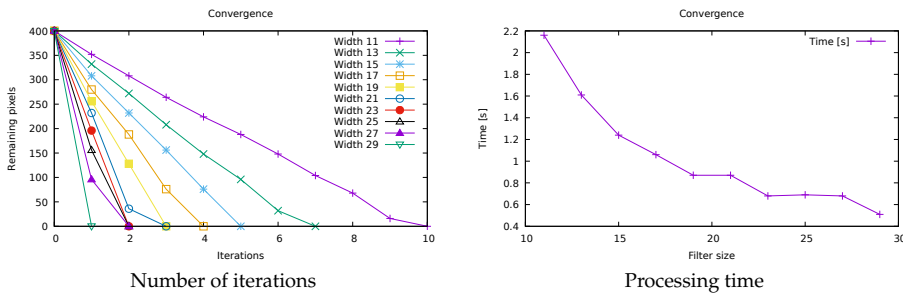 Convergence
Remaining pixels
400
350
300
250
200
150
100
50
0
0
2
4
6
8
10
Iterations
Width 11
Width 13
Width 15
Width 17
Width 19
Width 21
Width 23
Width 25
Width 27
Width 29
Number of iterations
Convergence
Time [s]
2.2
2
1.8
1.6
1.4
1.2
1
0.8
0.6
0.4
10
15
20
25
30
Filter size
Time [s]
Processing time